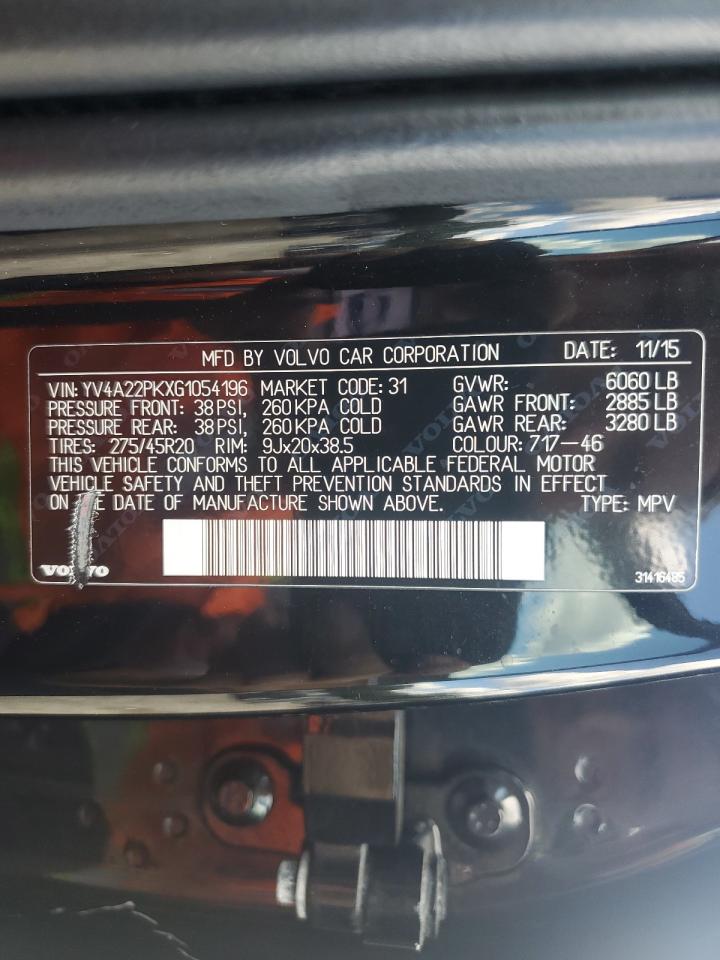 MFD BY VOLVO CAR CORPORATION DATE: 11/15
VIN: YV4A22PKXG1054196 MARKET CODE: 31 GVWR: 6060 LB
PRESSURE FRONT: 38 PSI, 260 KPA COLD GAWR FRONT: 2885 LB
PRESSURE REAR: 38 PSI, 260 KPA COLD GAWR REAR: 3280 LB
TIRES: 275/45R20 RIM: 9Jx20x38.5 COLOUR: 717-46
THIS VEHICLE CONFORMS TO ALL APPLICABLE FEDERAL MOTOR
VEHICLE SAFETY AND THEFT PREVENTION STANDARDS IN EFFECT
ON THE DATE OF MANUFACTURE SHOWN ABOVE. TYPE: MPV
VOLVO 31416485